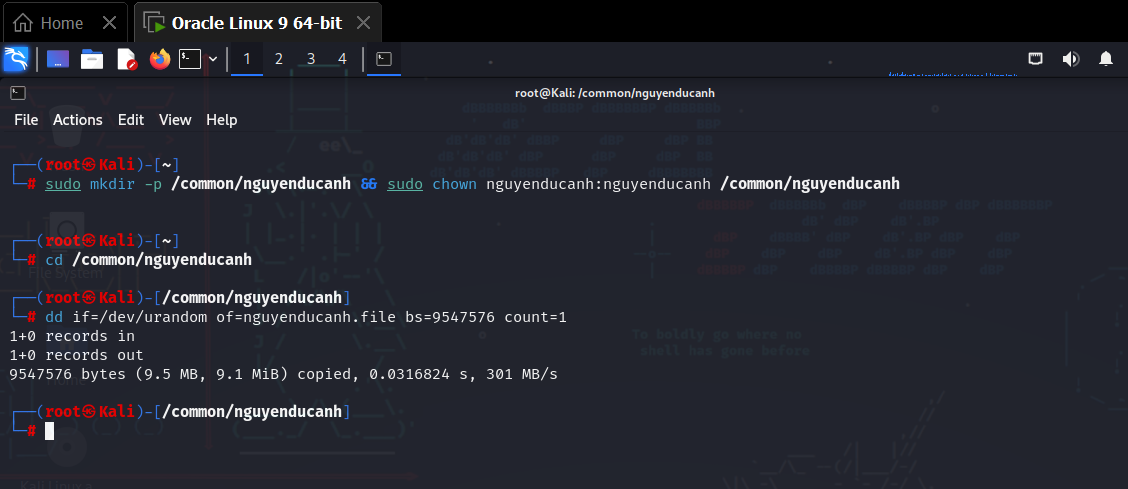 Home
Oracle Linux 9 64-bit
1 2 3 4
root@Kali: /common/nguyenducanh
File Actions Edit View Help
┌──(root㉿Kali)-[~]
└─# sudo mkdir -p /common/nguyenducanh && sudo chown nguyenducanh:nguyenducanh /common/nguyenducanh
┌──(root㉿Kali)-[~]
└─# cd /common/nguyenducanh
File System
┌──(root㉿Kali)-[/common/nguyenducanh]
└─# dd if=/dev/urandom of=nguyenducanh.file bs=9547576 count=1
1+0 records in
1+0 records out
9547576 bytes (9.5 MB, 9.1 MiB) copied, 0.0316824 s, 301 MB/s
To boldly go where no
shell has gone before
Home
┌──(root㉿Kali)-[/common/nguyenducanh]
└─#